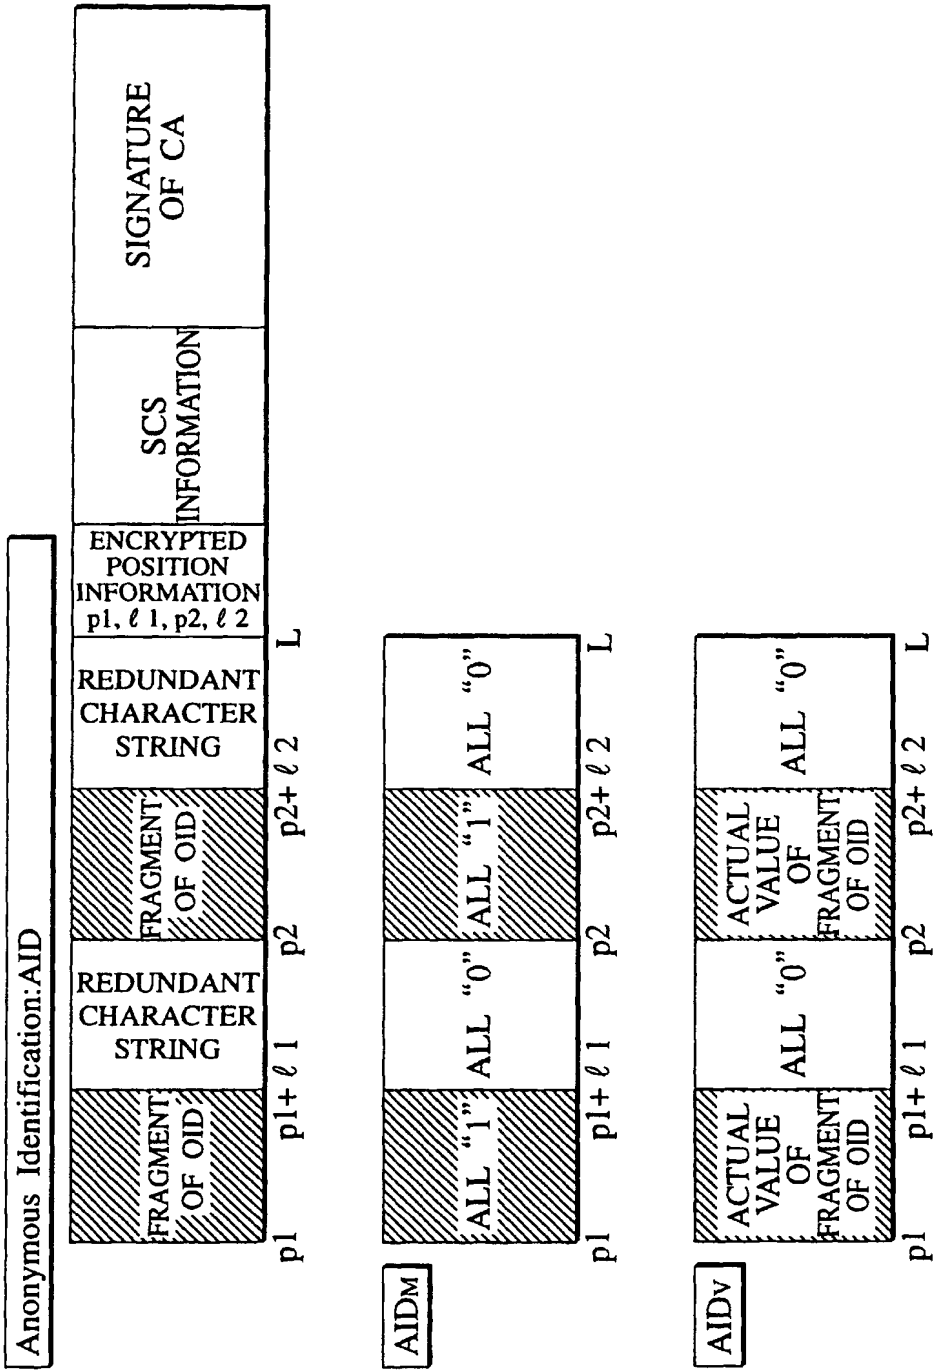 Anonymous Identification:AID
FRAGMENT
OF OID
REDUNDANT
CHARACTER
STRING
FRAGMENT
OF OID
REDUNDANT
CHARACTER
STRING
ENCRYPTED
POSITION
INFORMATION
p1, ℓ 1, p2, ℓ 2
SCS
INFORMATION
SIGNATURE
OF CA
p1
p1+ ℓ 1
p2
p2+ ℓ 2
L
AIDM
ALL “1”
ALL “0”
ALL “1”
ALL “0”
p1
p1+ ℓ 1
p2
p2+ ℓ 2
L
AIDV
ACTUAL
VALUE
OF
FRAGMENT
OF OID
ALL “0”
ACTUAL
VALUE
OF
FRAGMENT
OF OID
ALL “0”
p1
p1+ ℓ 1
p2
p2+ ℓ 2
L